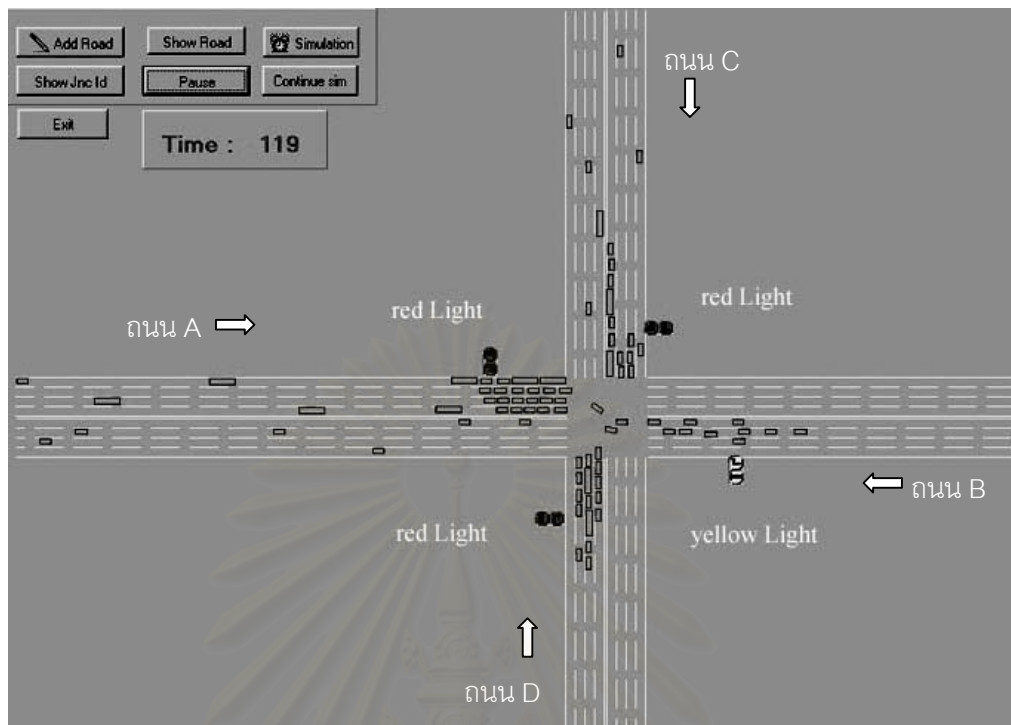 Add Road
Show Road
Simulation
Show Jnc Id
Pause
Continue sim
Exit
Time : 119
ถนน C
red Light
red Light
ถนน A
ถนน B
red Light
yellow Light
ถนน D